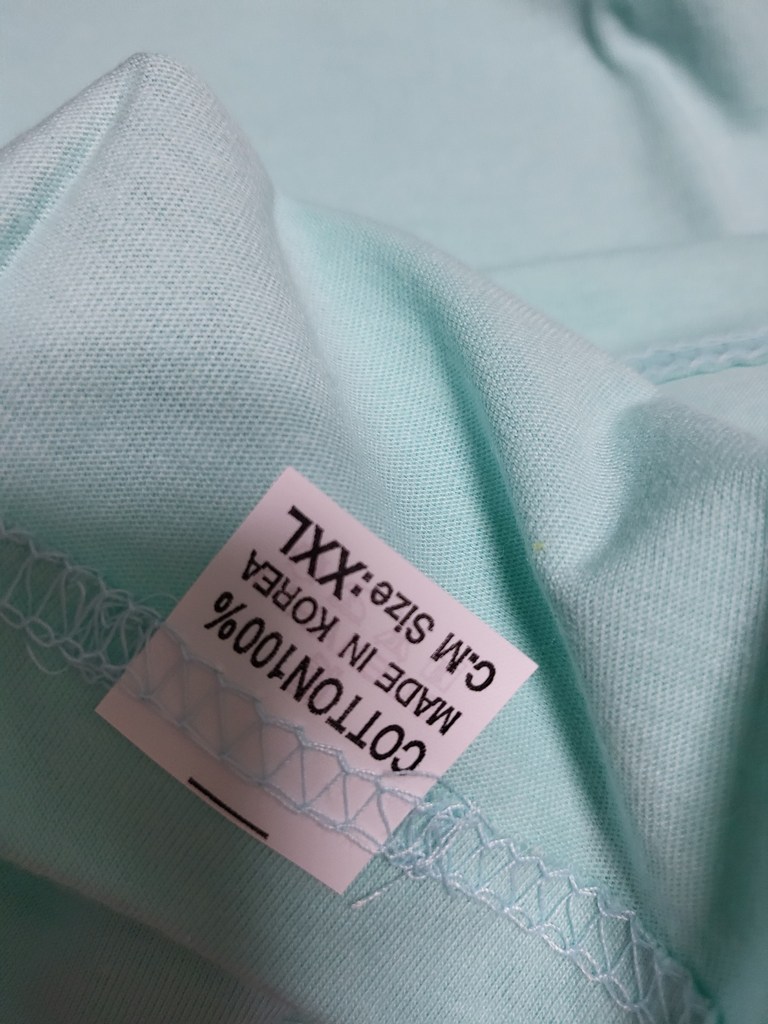 COTTON100%
MADE IN KOREA
C.M Size:XXL